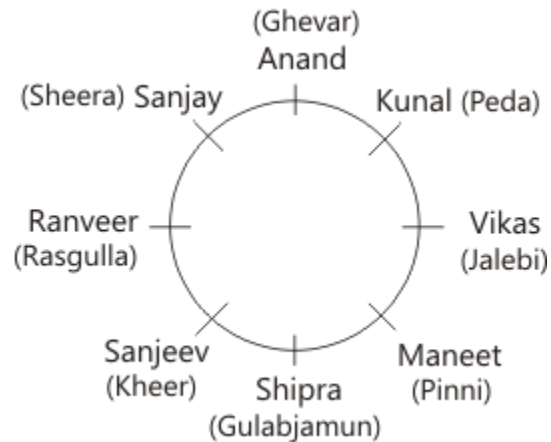 (Ghevar)
Anand
(Sheera) Sanjay
Kunal (Peda)
Ranveer
(Rasgulla)
Vikas
(Jalebi)
Sanjeev
(Kheer)
Shipra
(Gulabjamun)
Maneet
(Pinni)